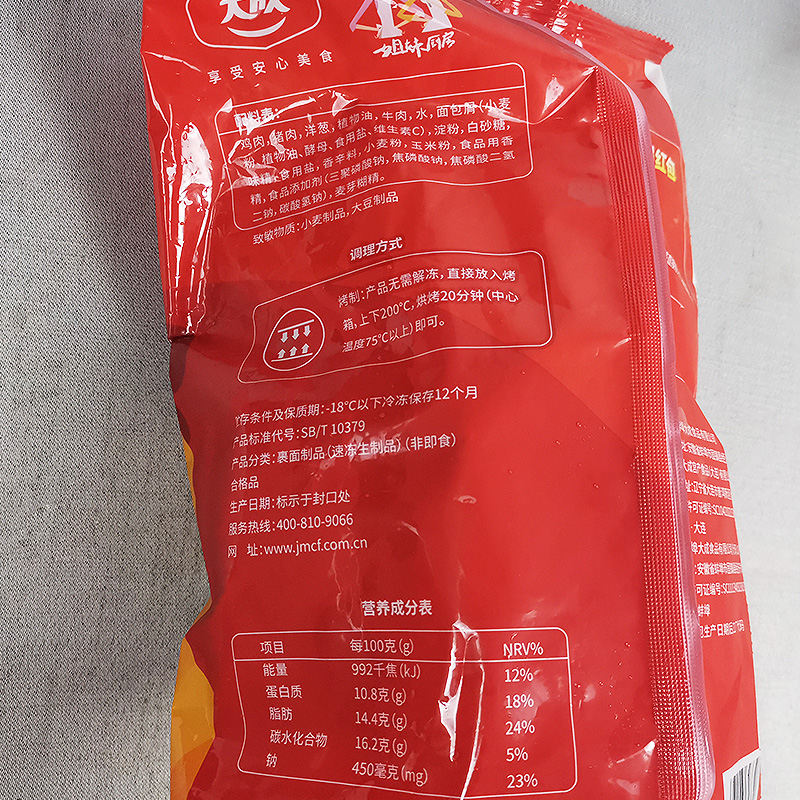 大成
姐妹厨房
享受安心美食
配料表：
鸡肉,猪肉,洋葱,植物油,牛肉,水,面包屑(小麦
粉,植物油、酵母、食用盐、维生素C),淀粉,白砂糖,
味精,食用盐,香辛料,小麦粉,玉米粉,食品用香
精,食品添加剂(三聚磷酸钠,焦磷酸钠,焦磷酸二氢
二钠,碳酸氢钠),麦芽糊精。
致敏物质:小麦制品,大豆制品
调理方式
烤制:产品无需解冻,直接放入烤
箱,上下200℃,烘烤20分钟(中心
温度75℃以上)即可。
贮存条件及保质期:-18℃以下冷冻保存12个月
产品标准代号:SB/T 10379
产品分类:裹面制品(速冻生制品)(非即食)
合格品
生产日期:标示于封口处
服务热线:400-810-9066
网 址:www.jmcf.com.cn
营养成分表
项目 每100克(g) NRV%
能量 992千焦(kJ) 12%
蛋白质 10.8克(g) 18%
脂肪 14.4克(g) 24%
碳水化合物 16.2克(g) 5%
钠 450毫克(mg) 23%
红包
大连
蚌埠